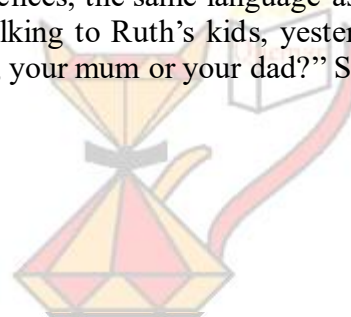 ences, the same language as
lking to Ruth’s kids, yester
your mum or your dad?” S